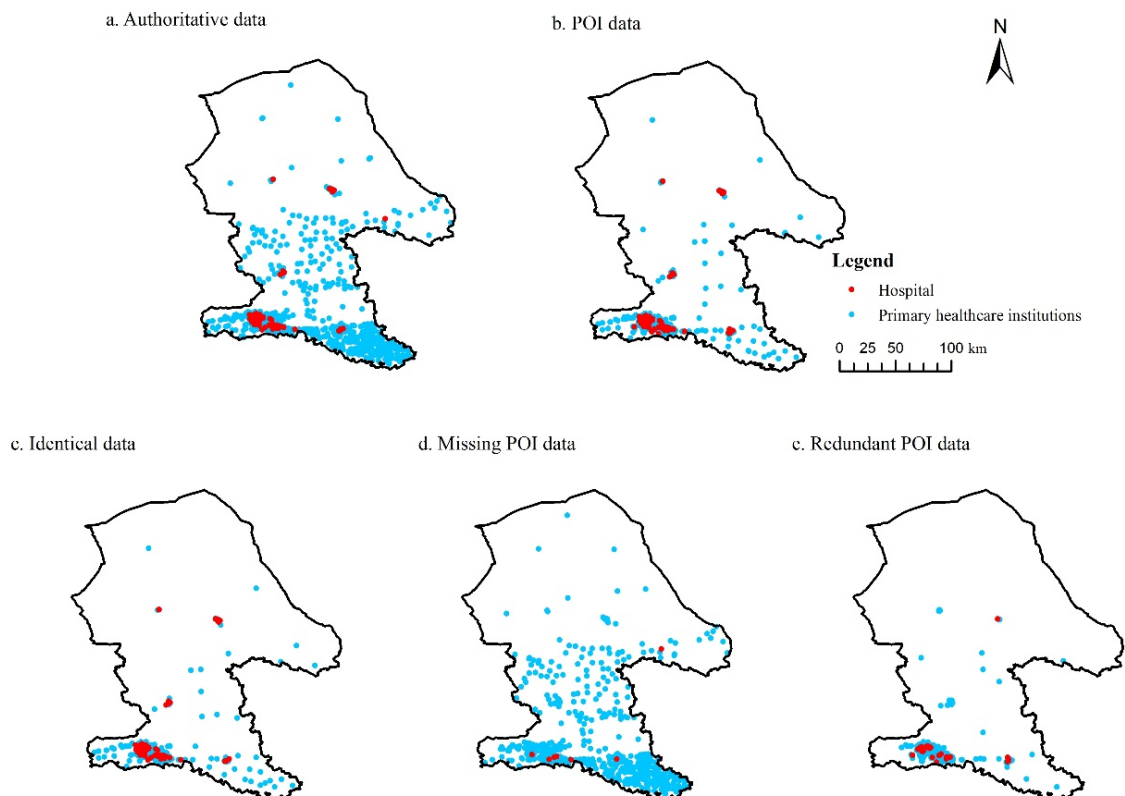 a. Authoritative data
b. POI data
N
Legend
Hospital
Primary healthcare institutions
0 25 50 100 km
c. Identical data
d. Missing POI data
e. Redundant POI data